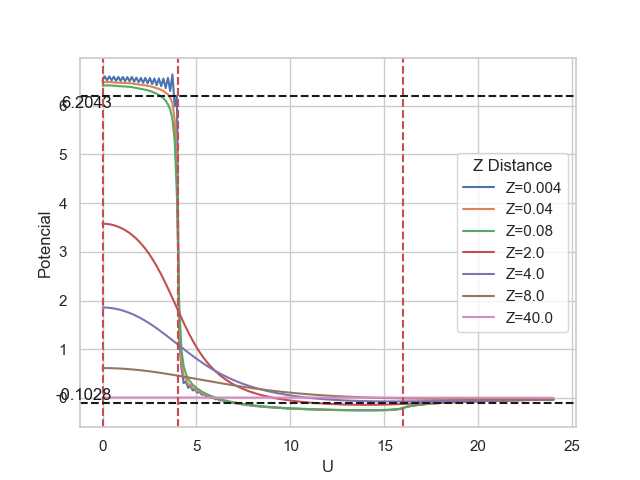 Potencial
6
5
4
3
2
1
0
6.2043
-0.1028
0
5
10
15
20
25
U
Z Distance
Z=0.004
Z=0.04
Z=0.08
Z=2.0
Z=4.0
Z=8.0
Z=40.0